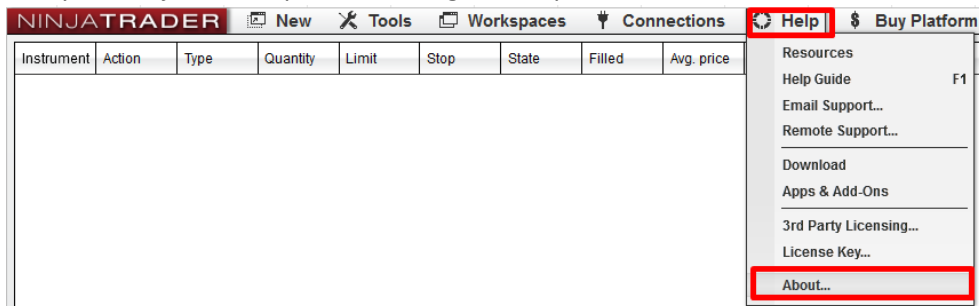 NINJATRADER New Tools Workspaces Connections Help $ Buy Platform
Instrument Action Type Quantity Limit Stop State Filled Avg. price
Resources
Help Guide F1
Email Support...
Remote Support...
Download
Apps & Add-Ons
3rd Party Licensing...
License Key...
About...